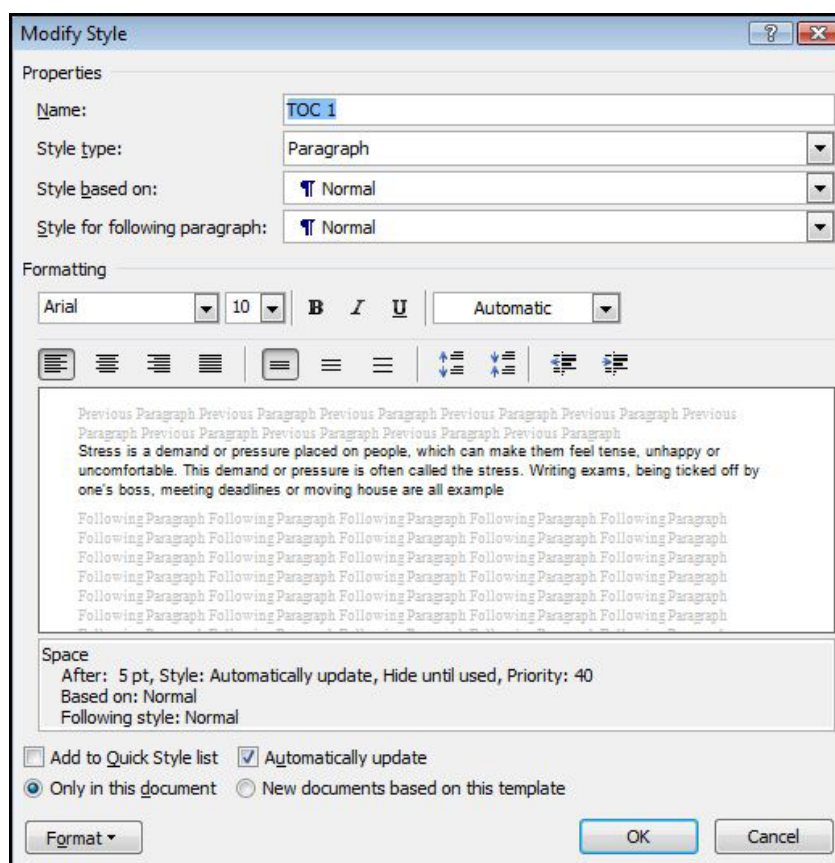 Modify Style
Properties
Name: TOC 1
Style type: Paragraph
Style based on: ¶ Normal
Style for following paragraph: ¶ Normal
Formatting
Arial 10 B I U Automatic
Previous Paragraph Previous Paragraph Previous Paragraph Previous Paragraph Previous Paragraph Previous
Paragraph Previous Paragraph Previous Paragraph Previous Paragraph Previous Paragraph
Stress is a demand or pressure placed on people, which can make them feel tense, unhappy or
uncomfortable. This demand or pressure is often called the stress. Writing exams, being ticked off by
one's boss, meeting deadlines or moving house are all example
Following Paragraph Following Paragraph Following Paragraph Following Paragraph Following Paragraph
Following Paragraph Following Paragraph Following Paragraph Following Paragraph Following Paragraph
Following Paragraph Following Paragraph Following Paragraph Following Paragraph Following Paragraph
Following Paragraph Following Paragraph Following Paragraph Following Paragraph Following Paragraph
Following Paragraph Following Paragraph Following Paragraph Following Paragraph Following Paragraph
Following Paragraph Following Paragraph Following Paragraph Following Paragraph Following Paragraph
Space
After: 5 pt, Style: Automatically update, Hide until used, Priority: 40
Based on: Normal
Following style: Normal
Add to Quick Style list Automatically update
Only in this document New documents based on this template
Format OK Cancel